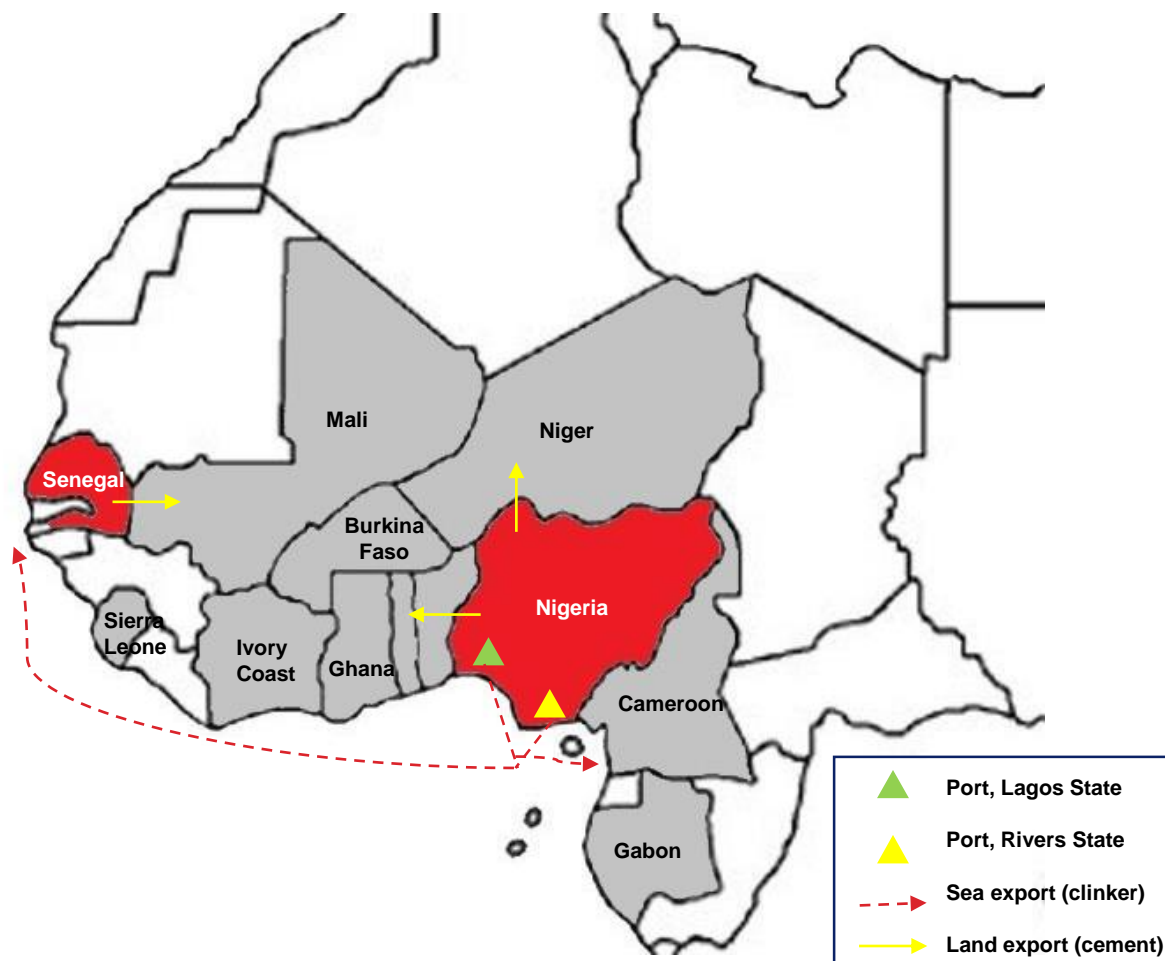 Mali
Niger
Senegal
Burkina
Faso
Nigeria
Sierra
Leone
Ivory
Coast
Ghana
Cameroon
Gabon
Port, Lagos State
Port, Rivers State
Sea export (clinker)
Land export (cement)